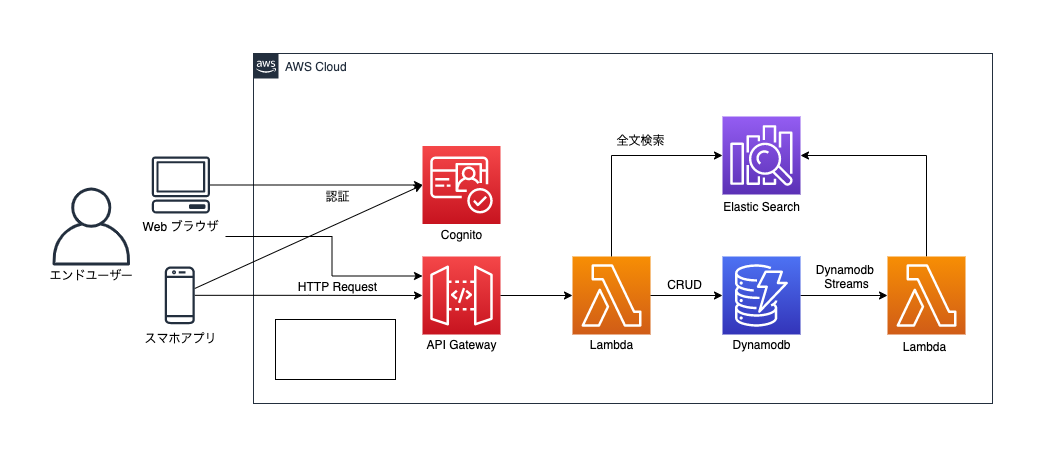 aws
AWS Cloud
全文検索
Elastic Search
認証
Web ブラウザ
Cognito
エンドユーザー
HTTP Request
CRUD
Dynamodb
Streams
スマホアプリ
API Gateway
Lambda
Dynamodb
Lambda